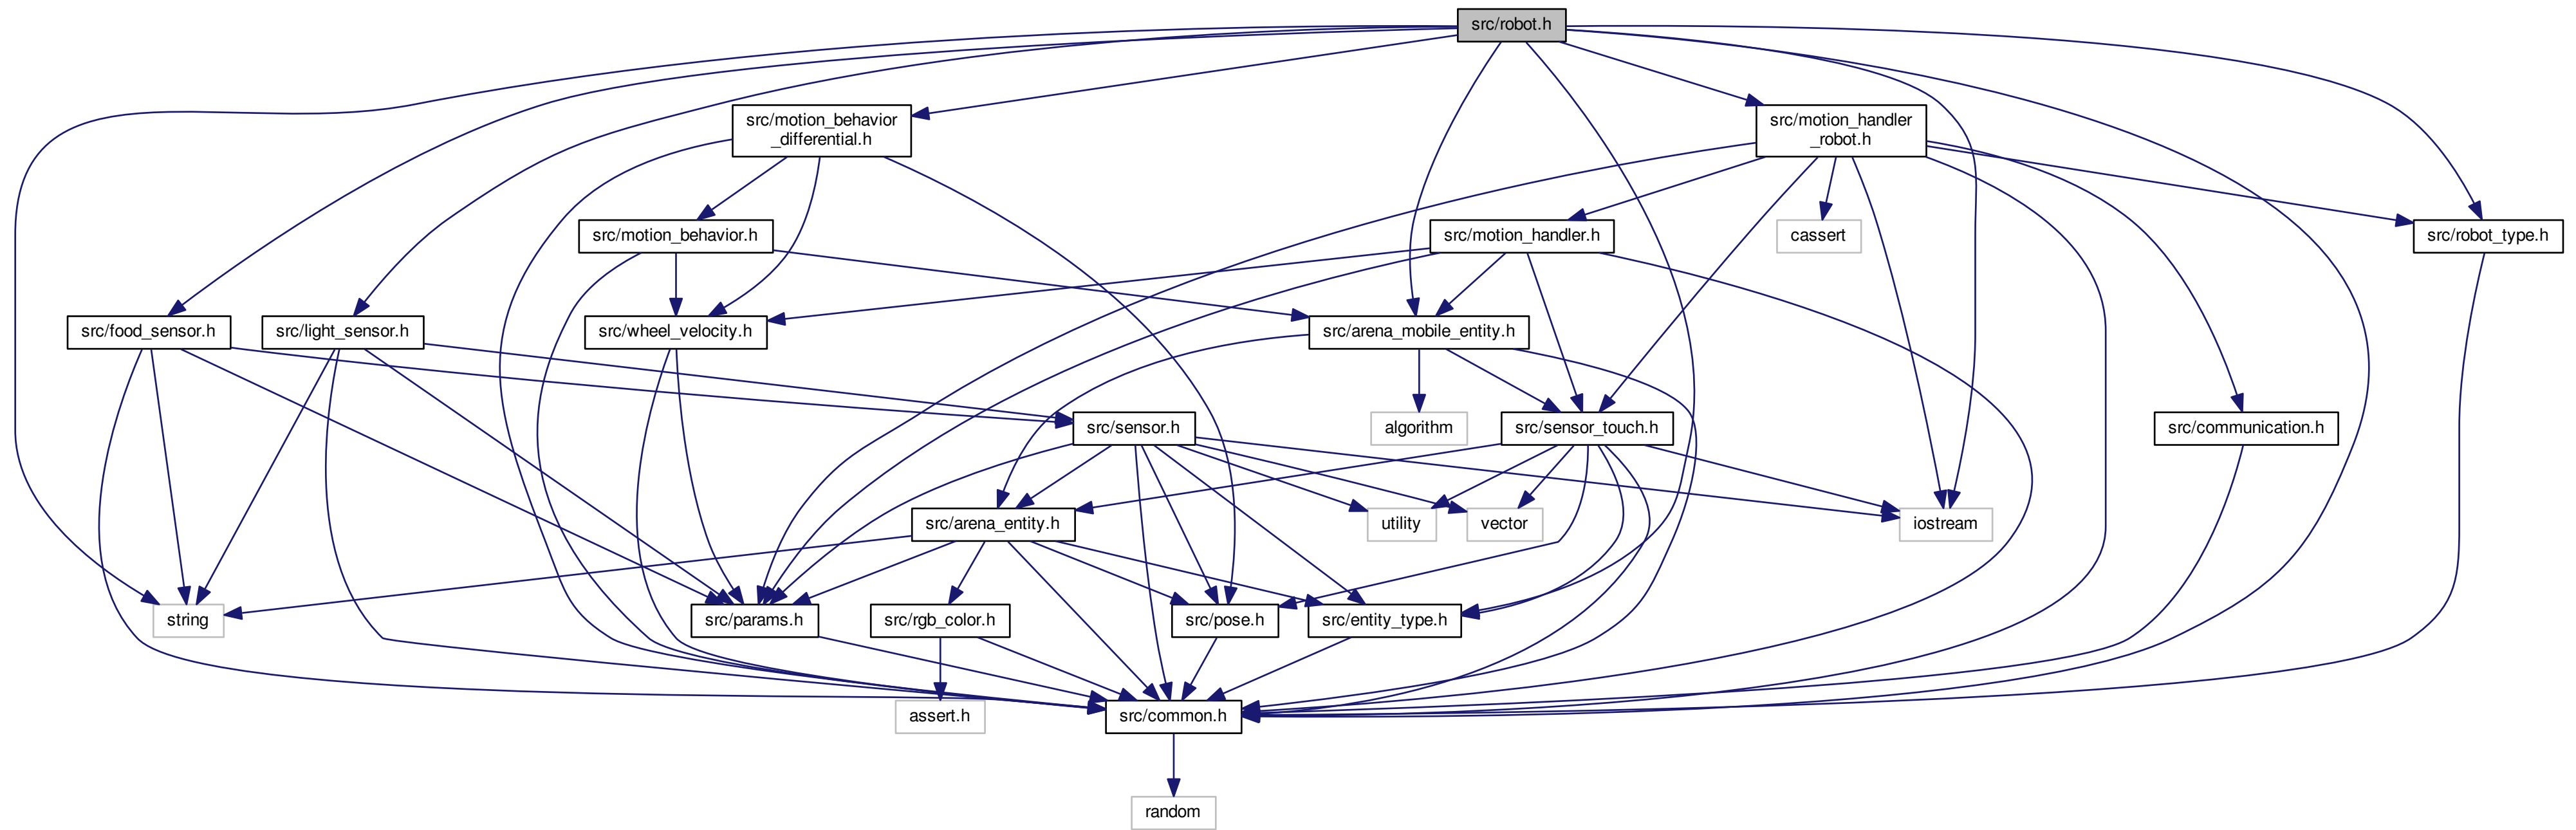 src/robot.h
src/motion_behavior
_differential.h
src/motion_handler
_robot.h
src/motion_behavior.h
src/motion_handler.h
cassert
src/robot_type.h
src/food_sensor.h
src/light_sensor.h
src/wheel_velocity.h
src/arena_mobile_entity.h
src/sensor.h
algorithm
src/sensor_touch.h
src/communication.h
src/arena_entity.h
utility
vector
iostream
string
src/params.h
src/rgb_color.h
src/pose.h
src/entity_type.h
assert.h
src/common.h
random